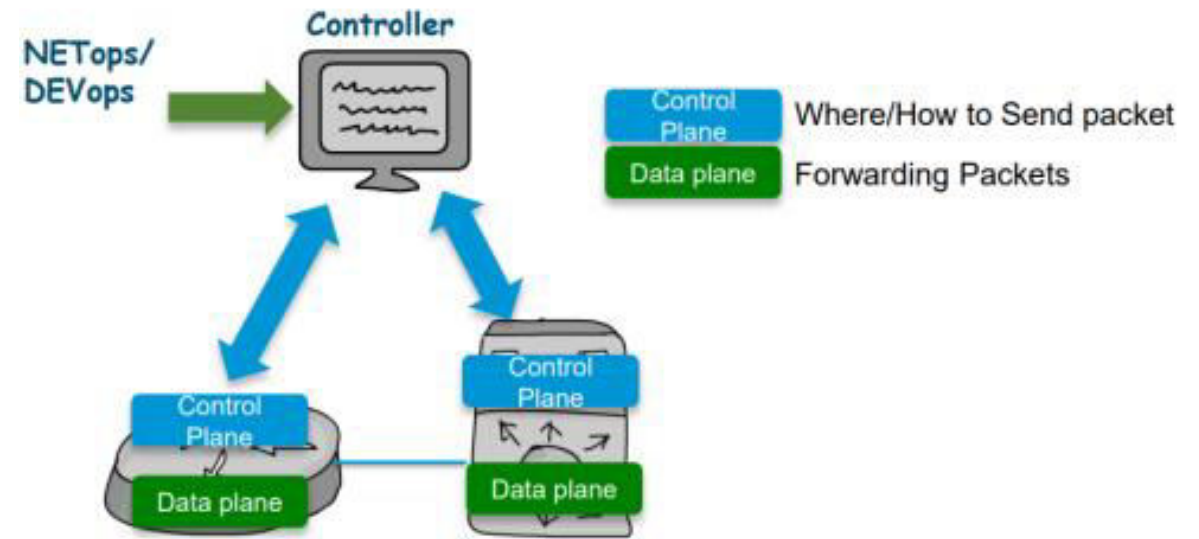 Controller
NETops/
DEVops
Control
Plane
Where/How to Send packet
Data plane
Forwarding Packets
Control
Plane
Control
Plane
Data plane
Data plane